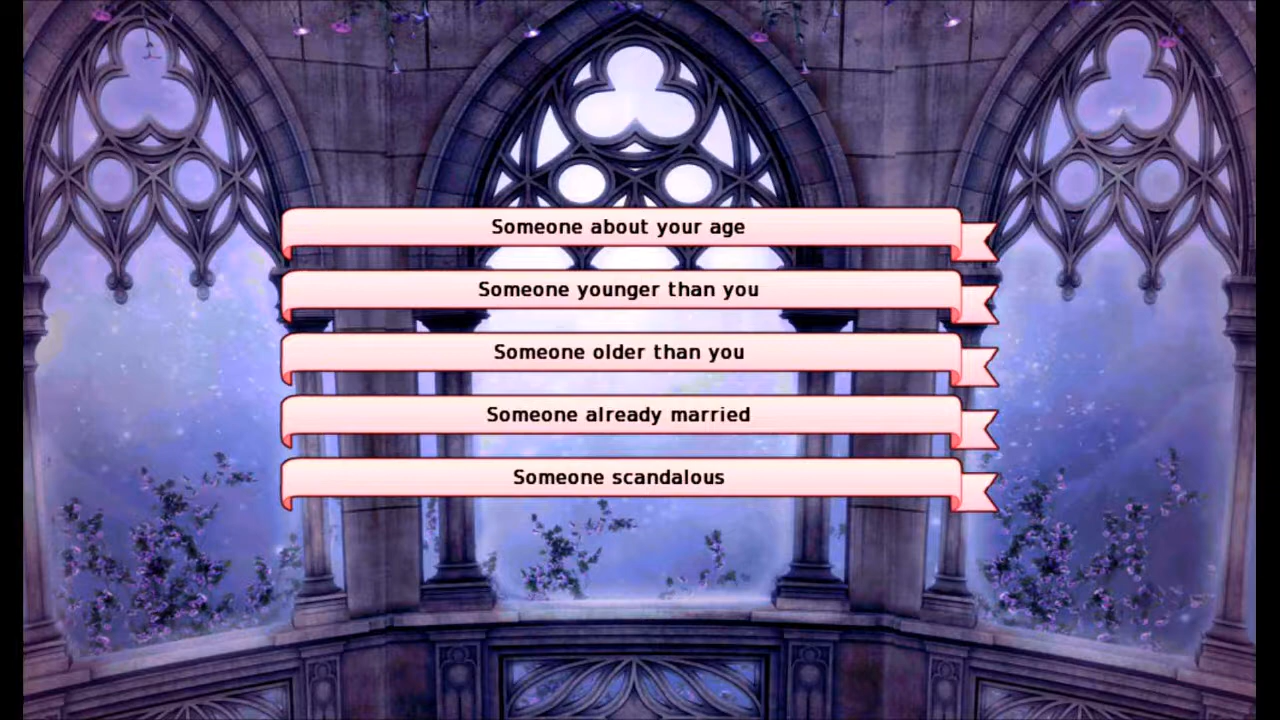 Someone about your age
Someone younger than you
Someone older than you
Someone already married
Someone scandalous